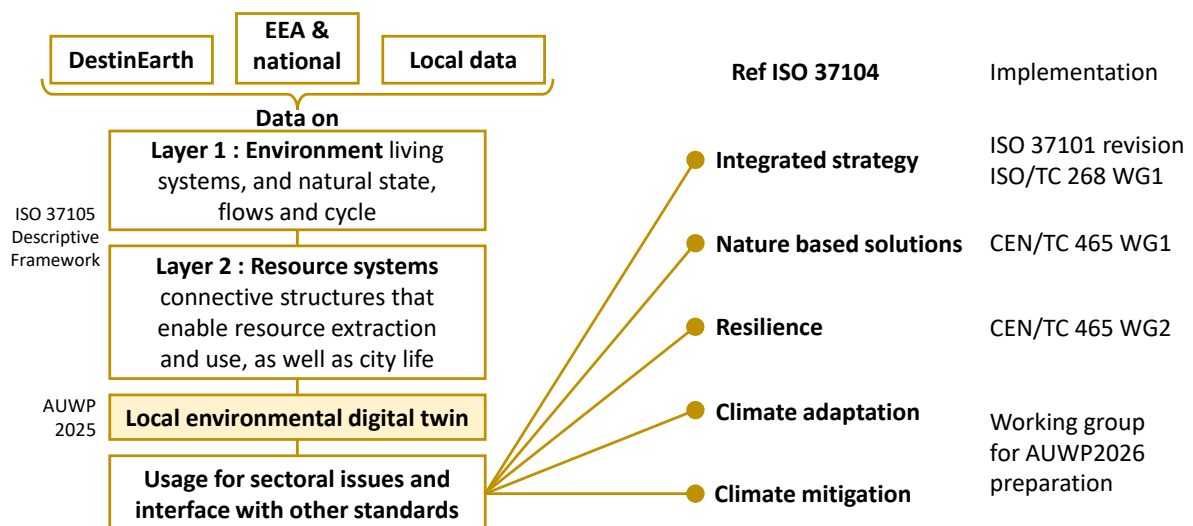 DestinEarth
EEA &
national
Local data
Data on
Layer 1 : Environment living
systems, and natural state,
flows and cycle
ISO 37105
Descriptive
Framework
Layer 2 : Resource systems
connective structures that
enable resource extraction
and use, as well as city life
AUWP
2025
Local environmental digital twin
Usage for sectoral issues and
interface with other standards
Ref ISO 37104
Implementation
Integrated strategy
ISO 37101 revision
ISO/TC 268 WG1
Nature based solutions
CEN/TC 465 WG1
Resilience
CEN/TC 465 WG2
Climate adaptation
Climate mitigation
Working group
for AUWP2026
preparation